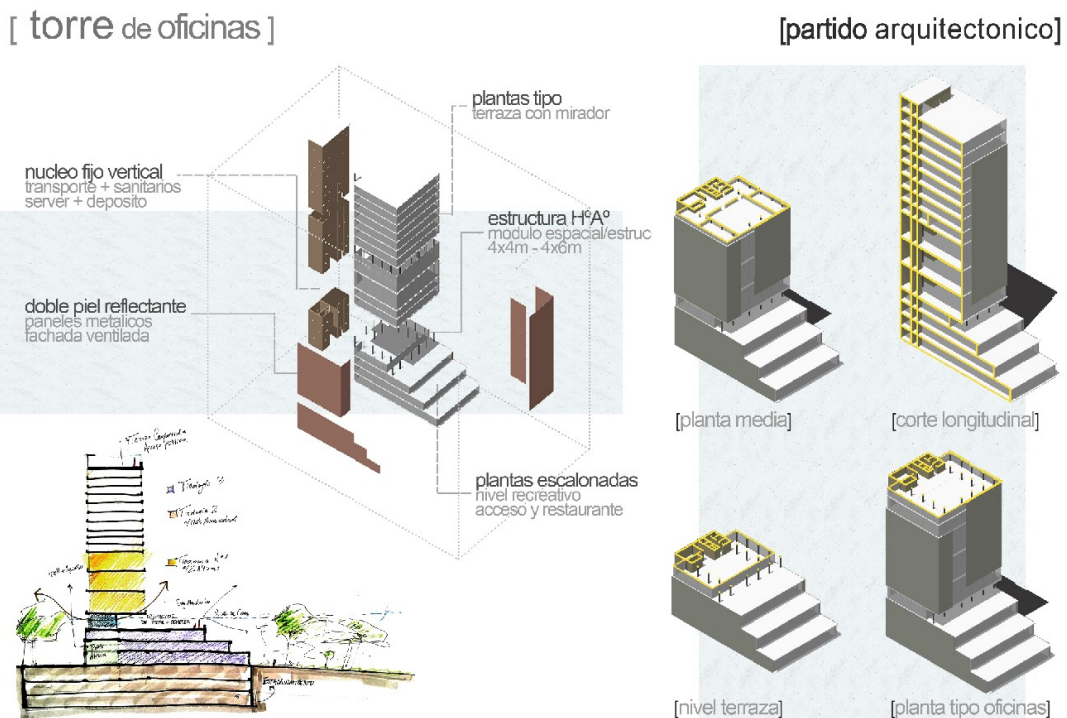 [ torre de oficinas ]
[partido arquitectonico]
plantas tipo
terraza con mirador
nucleo fijo vertical
transporte + sanitarios
server + deposito
estructura HºAº
modulo espacial/estruc
4x4m - 4x6m
doble piel reflectante
paneles metalicos
fachada ventilada
plantas escalonadas
nivel recreativo
acceso y restaurante
[planta media]
[corte longitudinal]
[nivel terraza]
[planta tipo oficinas]